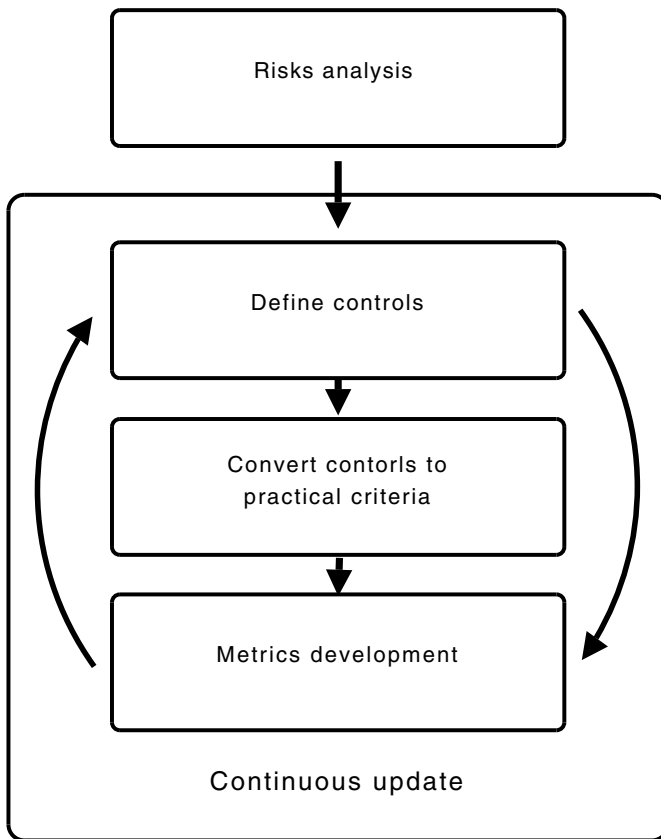 Risks analysis
Define controls
Convert contorls to
practical criteria
Metrics development
Continuous update